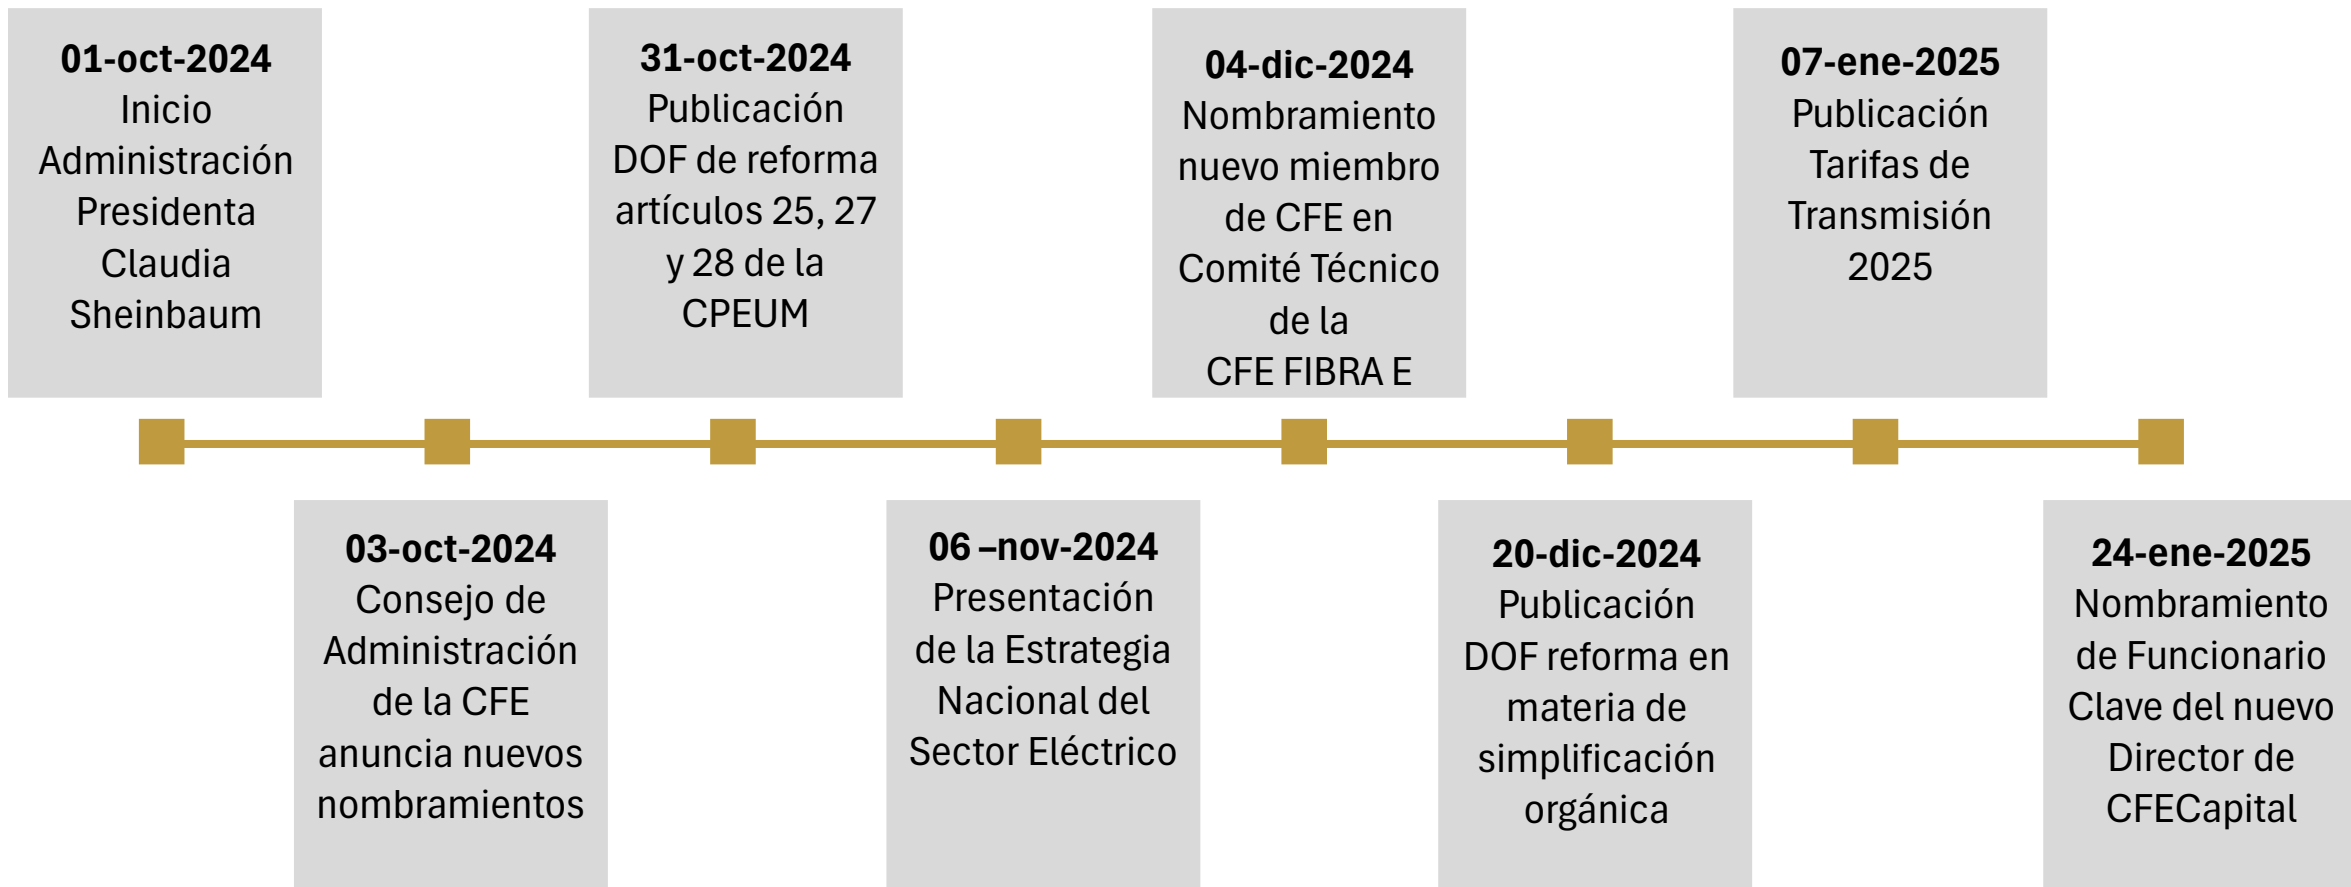 01-oct-2024
Inicio
Administración
Presidenta
Claudia
Sheinbaum
03-oct-2024
Consejo de
Administración
de la CFE
anuncia nuevos
nombramientos
31-oct-2024
Publicación
DOF de reforma
artículos 25, 27
y 28 de la
CPEUM
06 –nov-2024
Presentación
de la Estrategia
Nacional del
Sector Eléctrico
04-dic-2024
Nombramiento
nuevo miembro
de CFE en
Comité Técnico
de la
CFE FIBRA E
20-dic-2024
Publicación
DOF reforma en
materia de
simplificación
orgánica
07-ene-2025
Publicación
Tarifas de
Transmisión
2025
24-ene-2025
Nombramiento
de Funcionario
Clave del nuevo
Director de
CFECapital